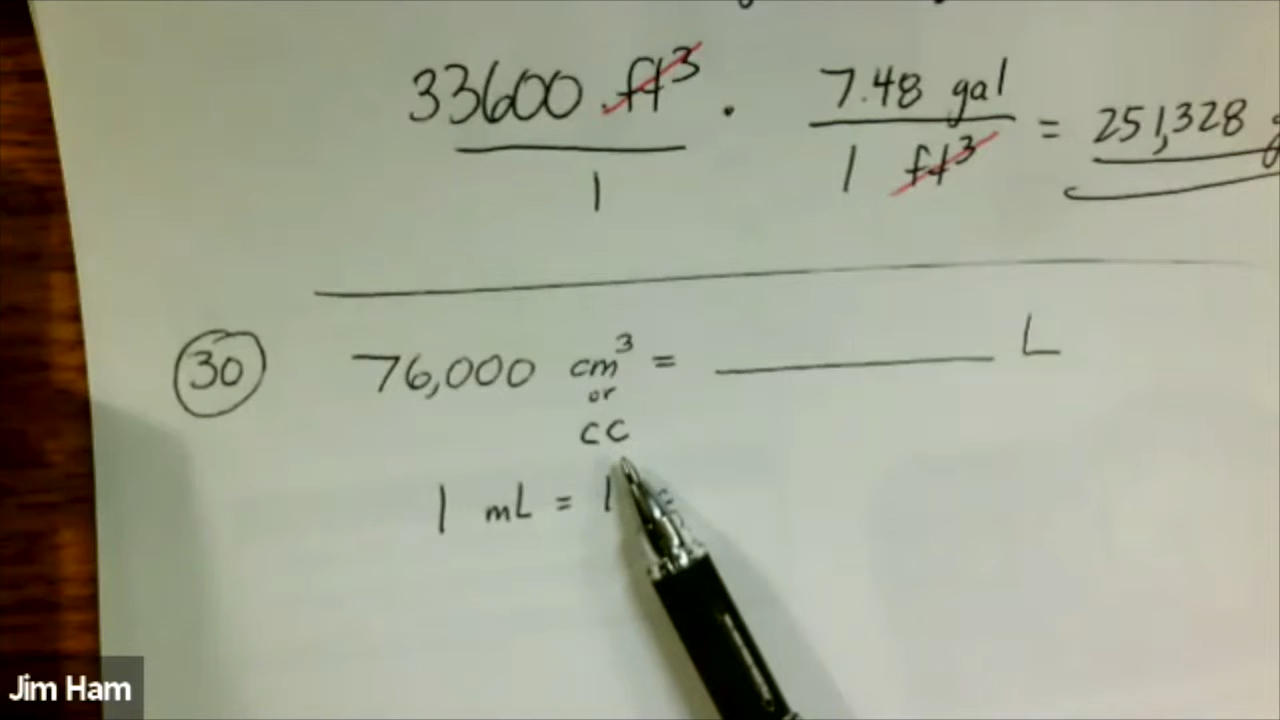 33600 ft³ . 7.48 gal = 251,328
1 1 ft³
30 76,000 cm³ = ________ L
or
cc
1 mL = 1
Jim Ham